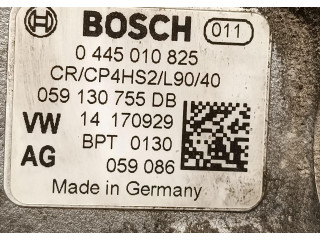 BOSCH 011
0 445 010 825
CR/CP4HS2/L90/40
059 130 755 DB
VW 14 170929
BPT 0130
AG 059 086
Made in Germany